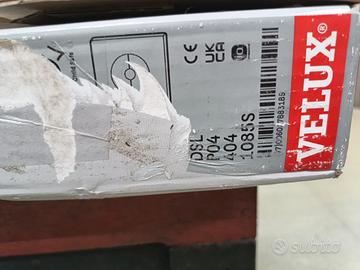 VELUX®
DSL
P04
404
1085S
CE
UK
CA
subito